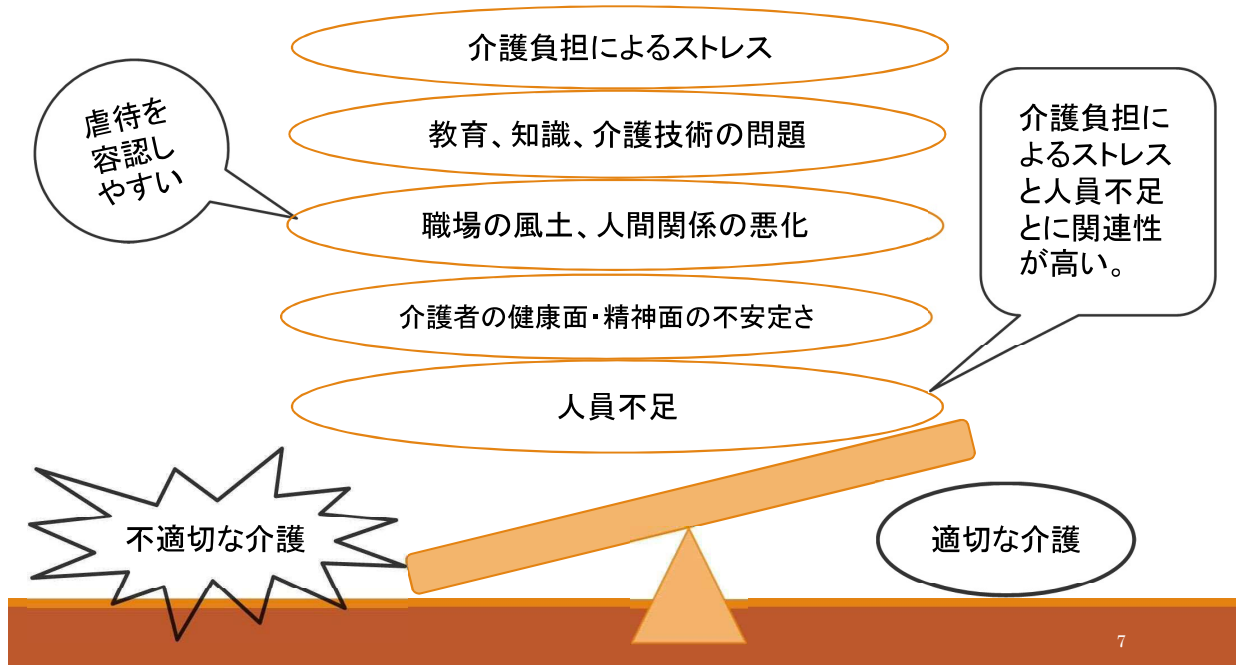 介護負担によるストレス
虐待を
容認し
やすい
教育、知識、介護技術の問題
介護負担に
よるストレス
と人員不足
とに関連性
が高い。
職場の風土、人間関係の悪化
介護者の健康面・精神面の不安定さ
人員不足
不適切な介護
適切な介護
7